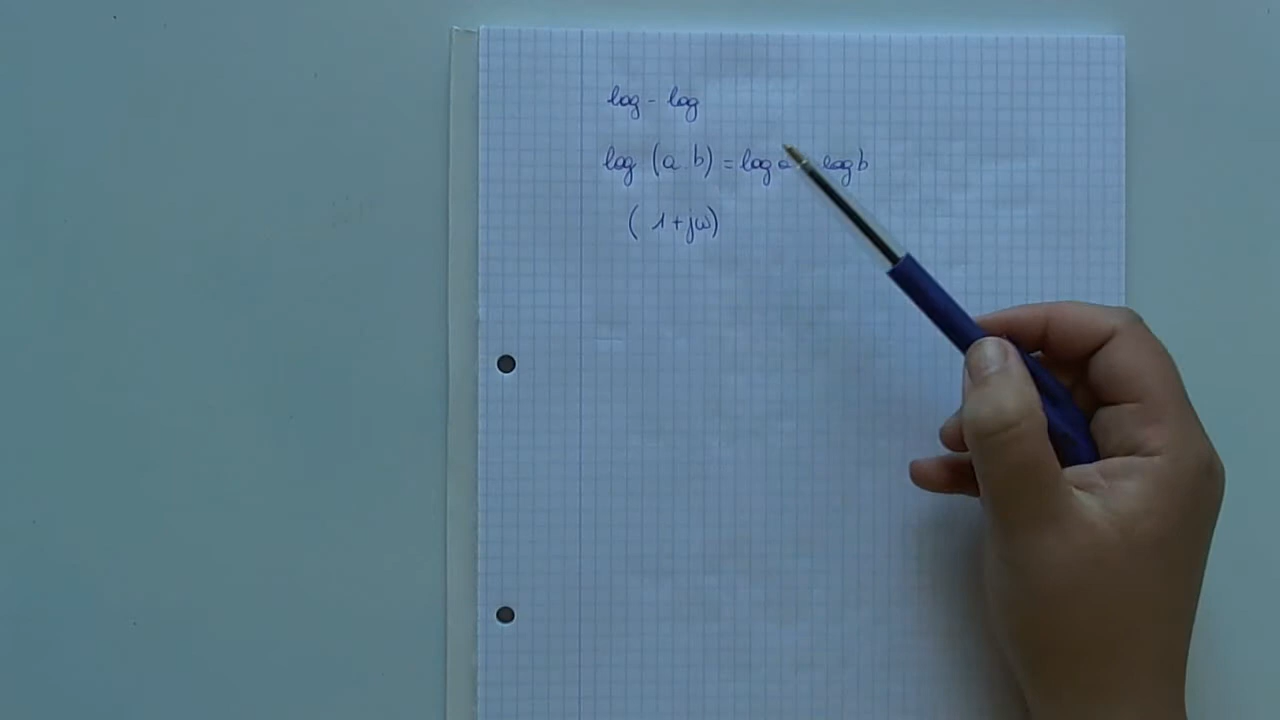 log - log
log (a.b) = log a log b
( 1+jω)